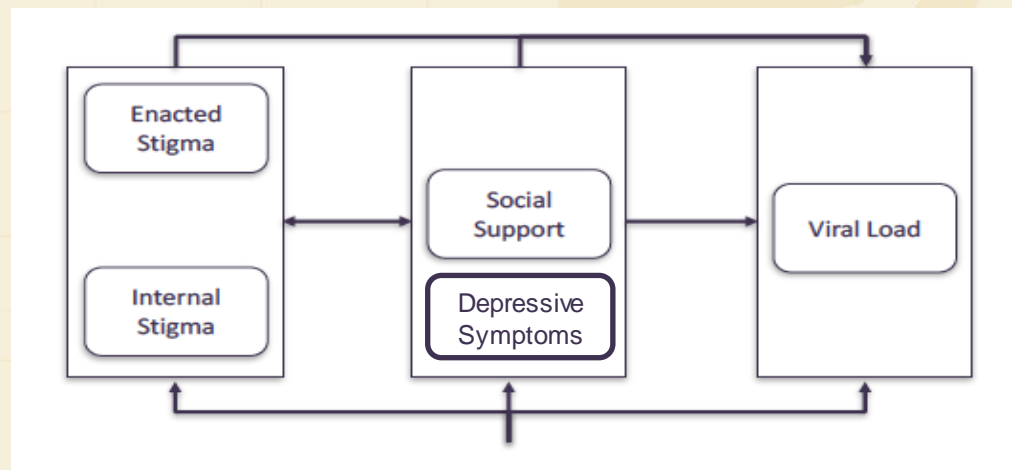 Enacted
Stigma
Internal
Stigma
Social
Support
Depressive
Symptoms
Viral Load